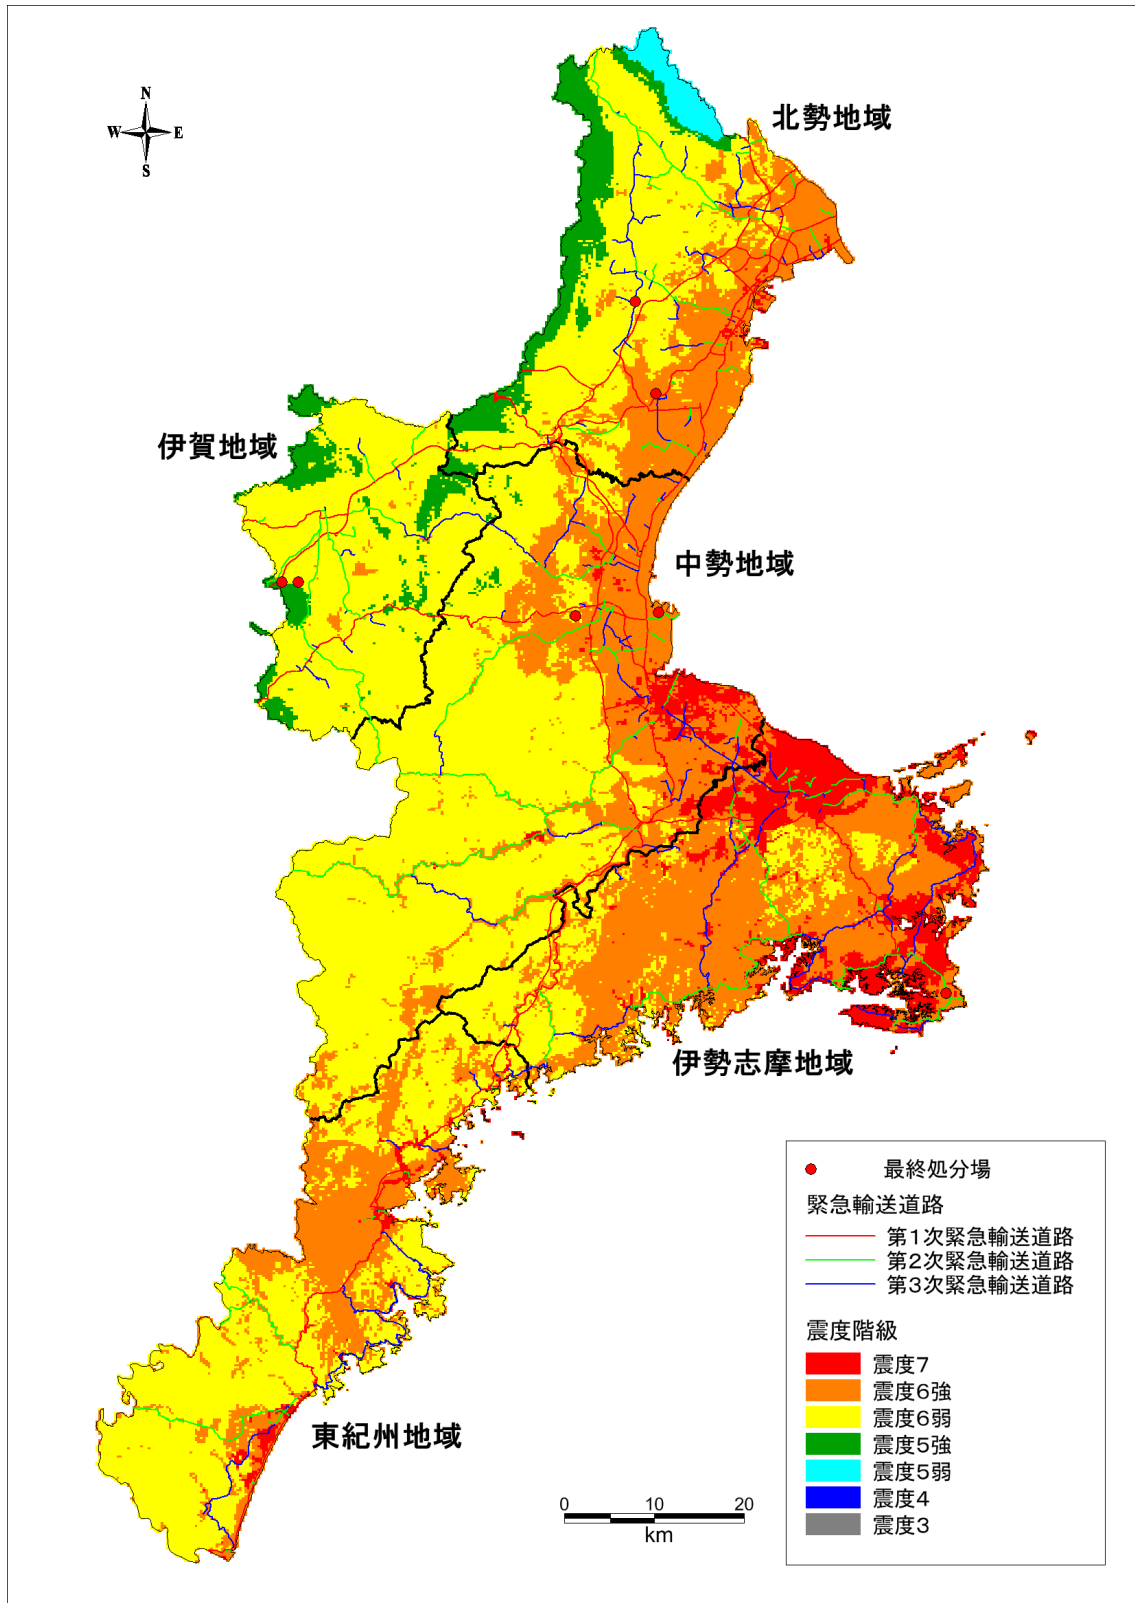 N
W E
S
北勢地域
伊賀地域
中勢地域
伊勢志摩地域
東紀州地域
最終処分場
緊急輸送道路
第1次緊急輸送道路
第2次緊急輸送道路
第3次緊急輸送道路
震度階級
震度7
震度6強
震度6弱
震度5強
震度5弱
震度4
震度3
0 10 20
km